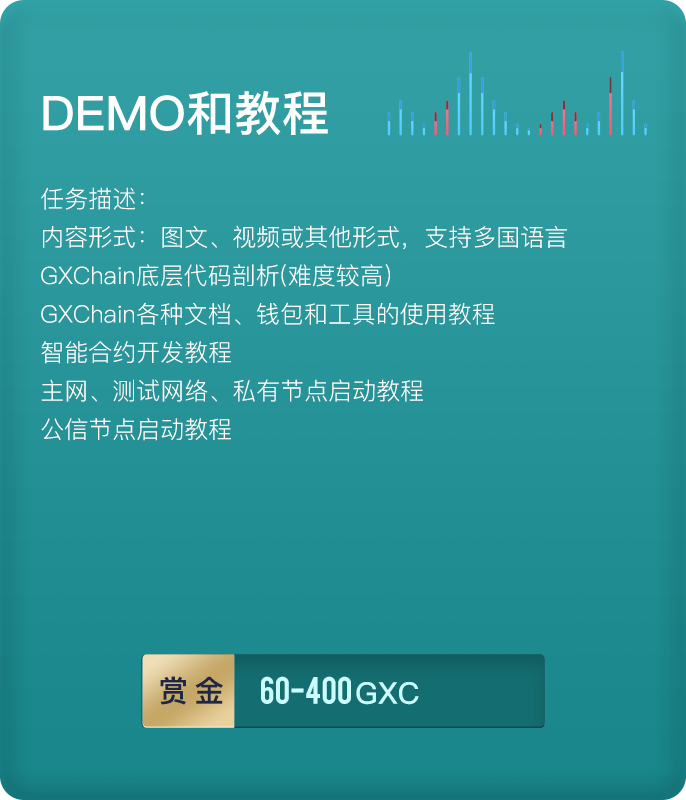 DEMO和教程
任务描述：
内容形式：图文、视频或其他形式，支持多国语言
GXChain底层代码剖析(难度较高)
GXChain各种文档、钱包和工具的使用教程
智能合约开发教程
主网、测试网络、私有节点启动教程
公信节点启动教程
赏金 60-400GXC